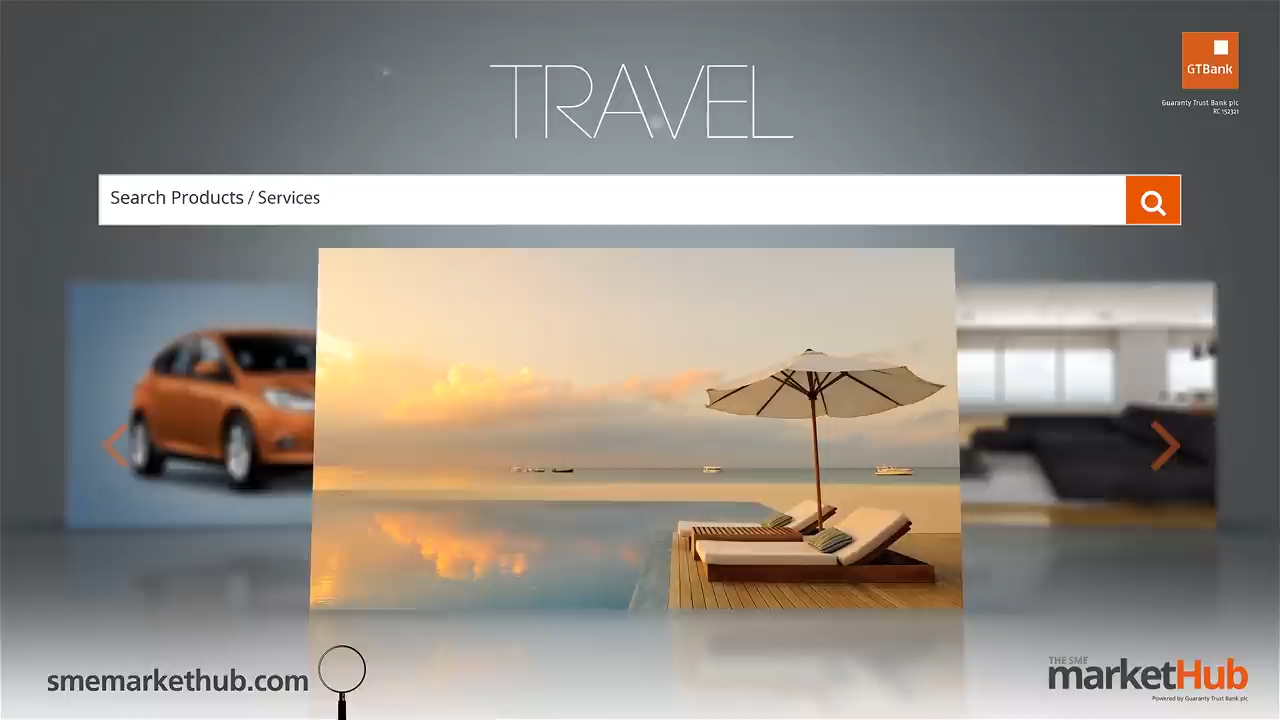 TRAVEL
GTBank
Guaranty Trust Bank plc
RC 152321
Search Products / Services
smemarkethub.com
THE SME
marketHub
Powered by Guaranty Trust Bank plc